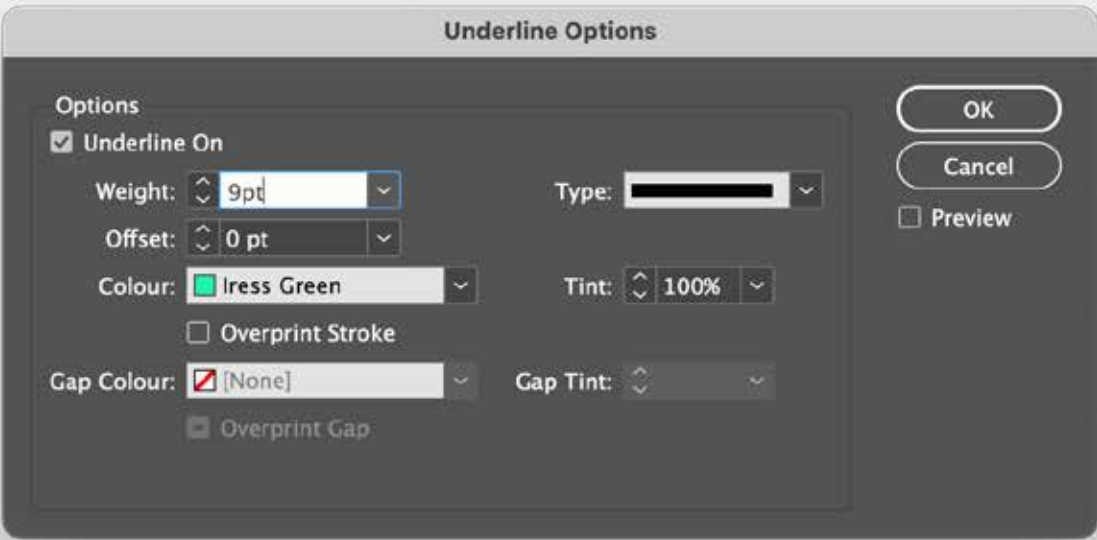 Underline Options
Options
OK
Underline On
Cancel
Weight: 9pt Type:
Preview
Offset: 0 pt
Colour: Iress Green Tint: 100%
Overprint Stroke
Gap Colour: [None] Gap Tint:
Overprint Gap